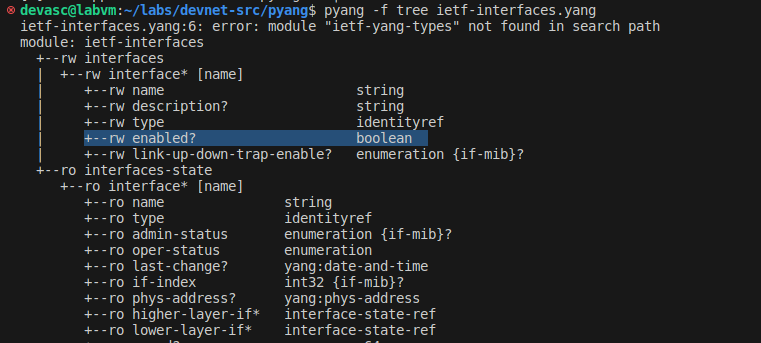 devasc@labvm:~/labs/devnet-src/pyang$ pyang -f tree ietf-interfaces.yang
ietf-interfaces.yang:6: error: module "ietf-yang-types" not found in search path
module: ietf-interfaces
  +--rw interfaces
  |  +--rw interface* [name]
  |     +--rw name                        string
  |     +--rw description?                string
  |     +--rw type                        identityref
  |     +--rw enabled?                    boolean
  |     +--rw link-up-down-trap-enable?   enumeration {if-mib}?
  +--ro interfaces-state
     +--ro interface* [name]
        +--ro name               string
        +--ro type               identityref
        +--ro admin-status       enumeration {if-mib}?
        +--ro oper-status        enumeration
        +--ro last-change?       yang:date-and-time
        +--ro if-index           int32 {if-mib}?
        +--ro phys-address?      yang:phys-address
        +--ro higher-layer-if*   interface-state-ref
        +--ro lower-layer-if*    interface-state-ref